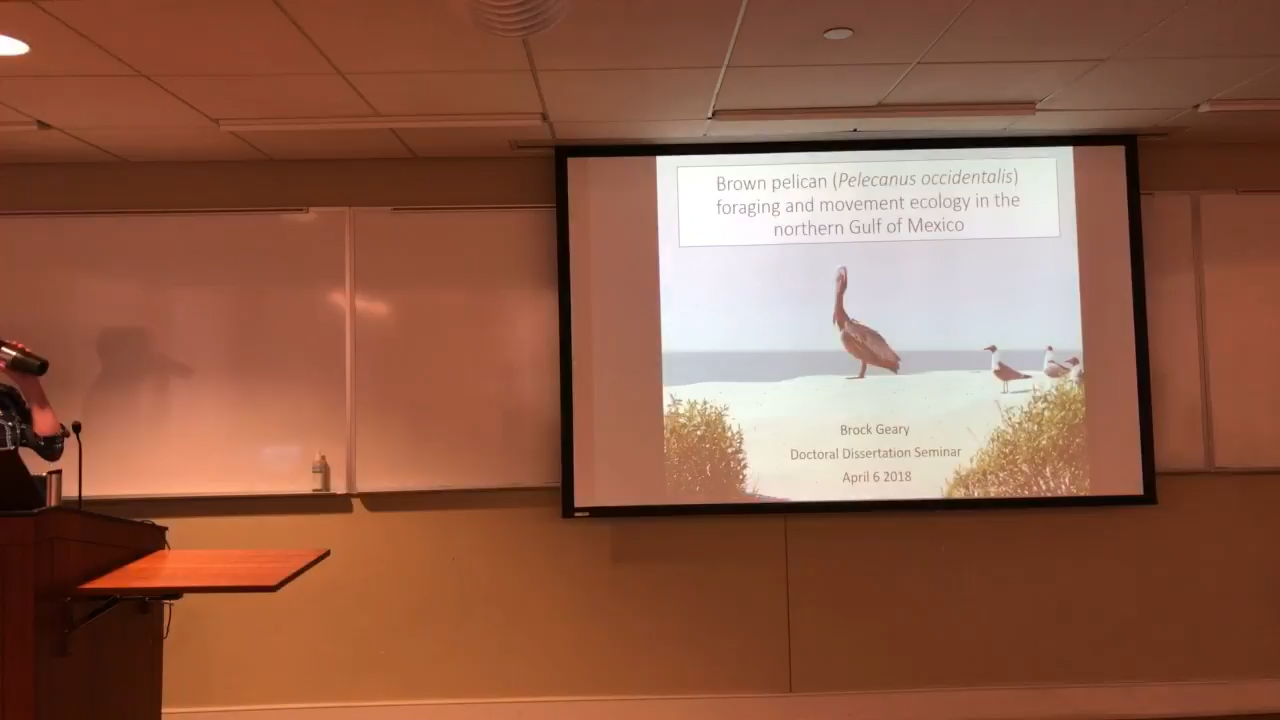 Brown pelican (Pelecanus occidentalis)
foraging and movement ecology in the
northern Gulf of Mexico
Brock Geary
Doctoral Dissertation Seminar
April 6 2018